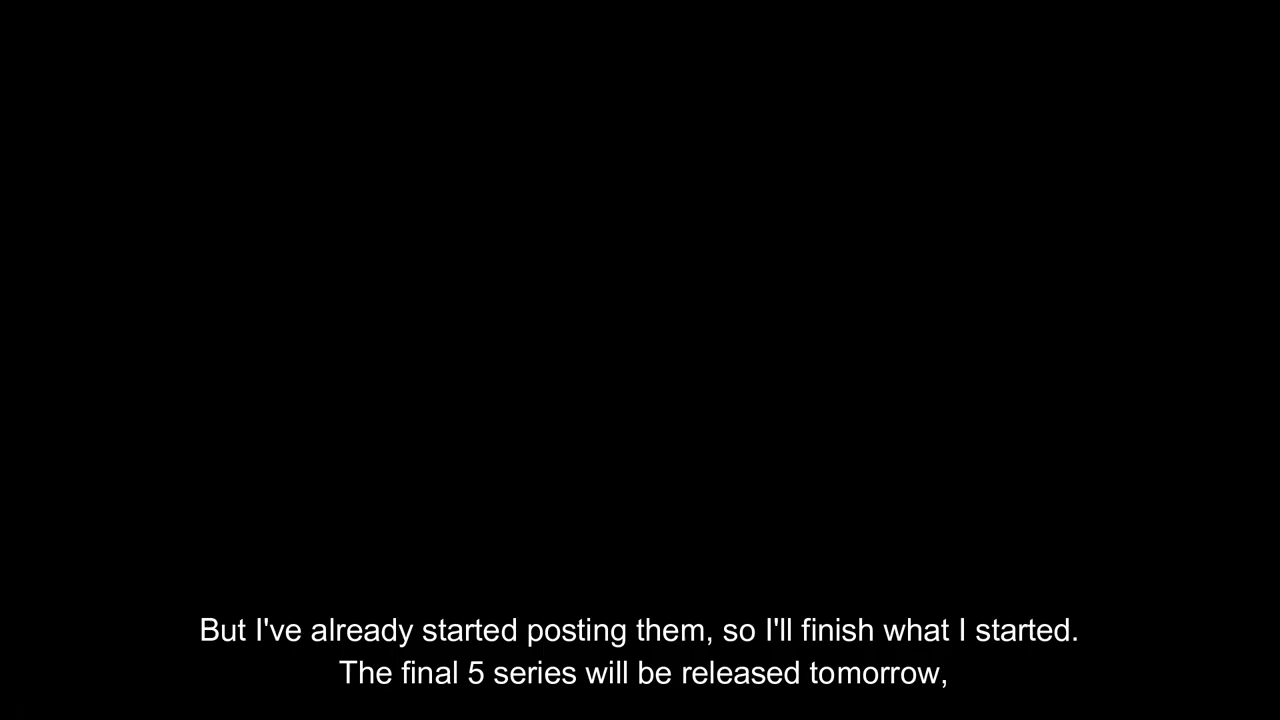 But I've already started posting them, so I'll finish what I started.
The final 5 series will be released tomorrow,